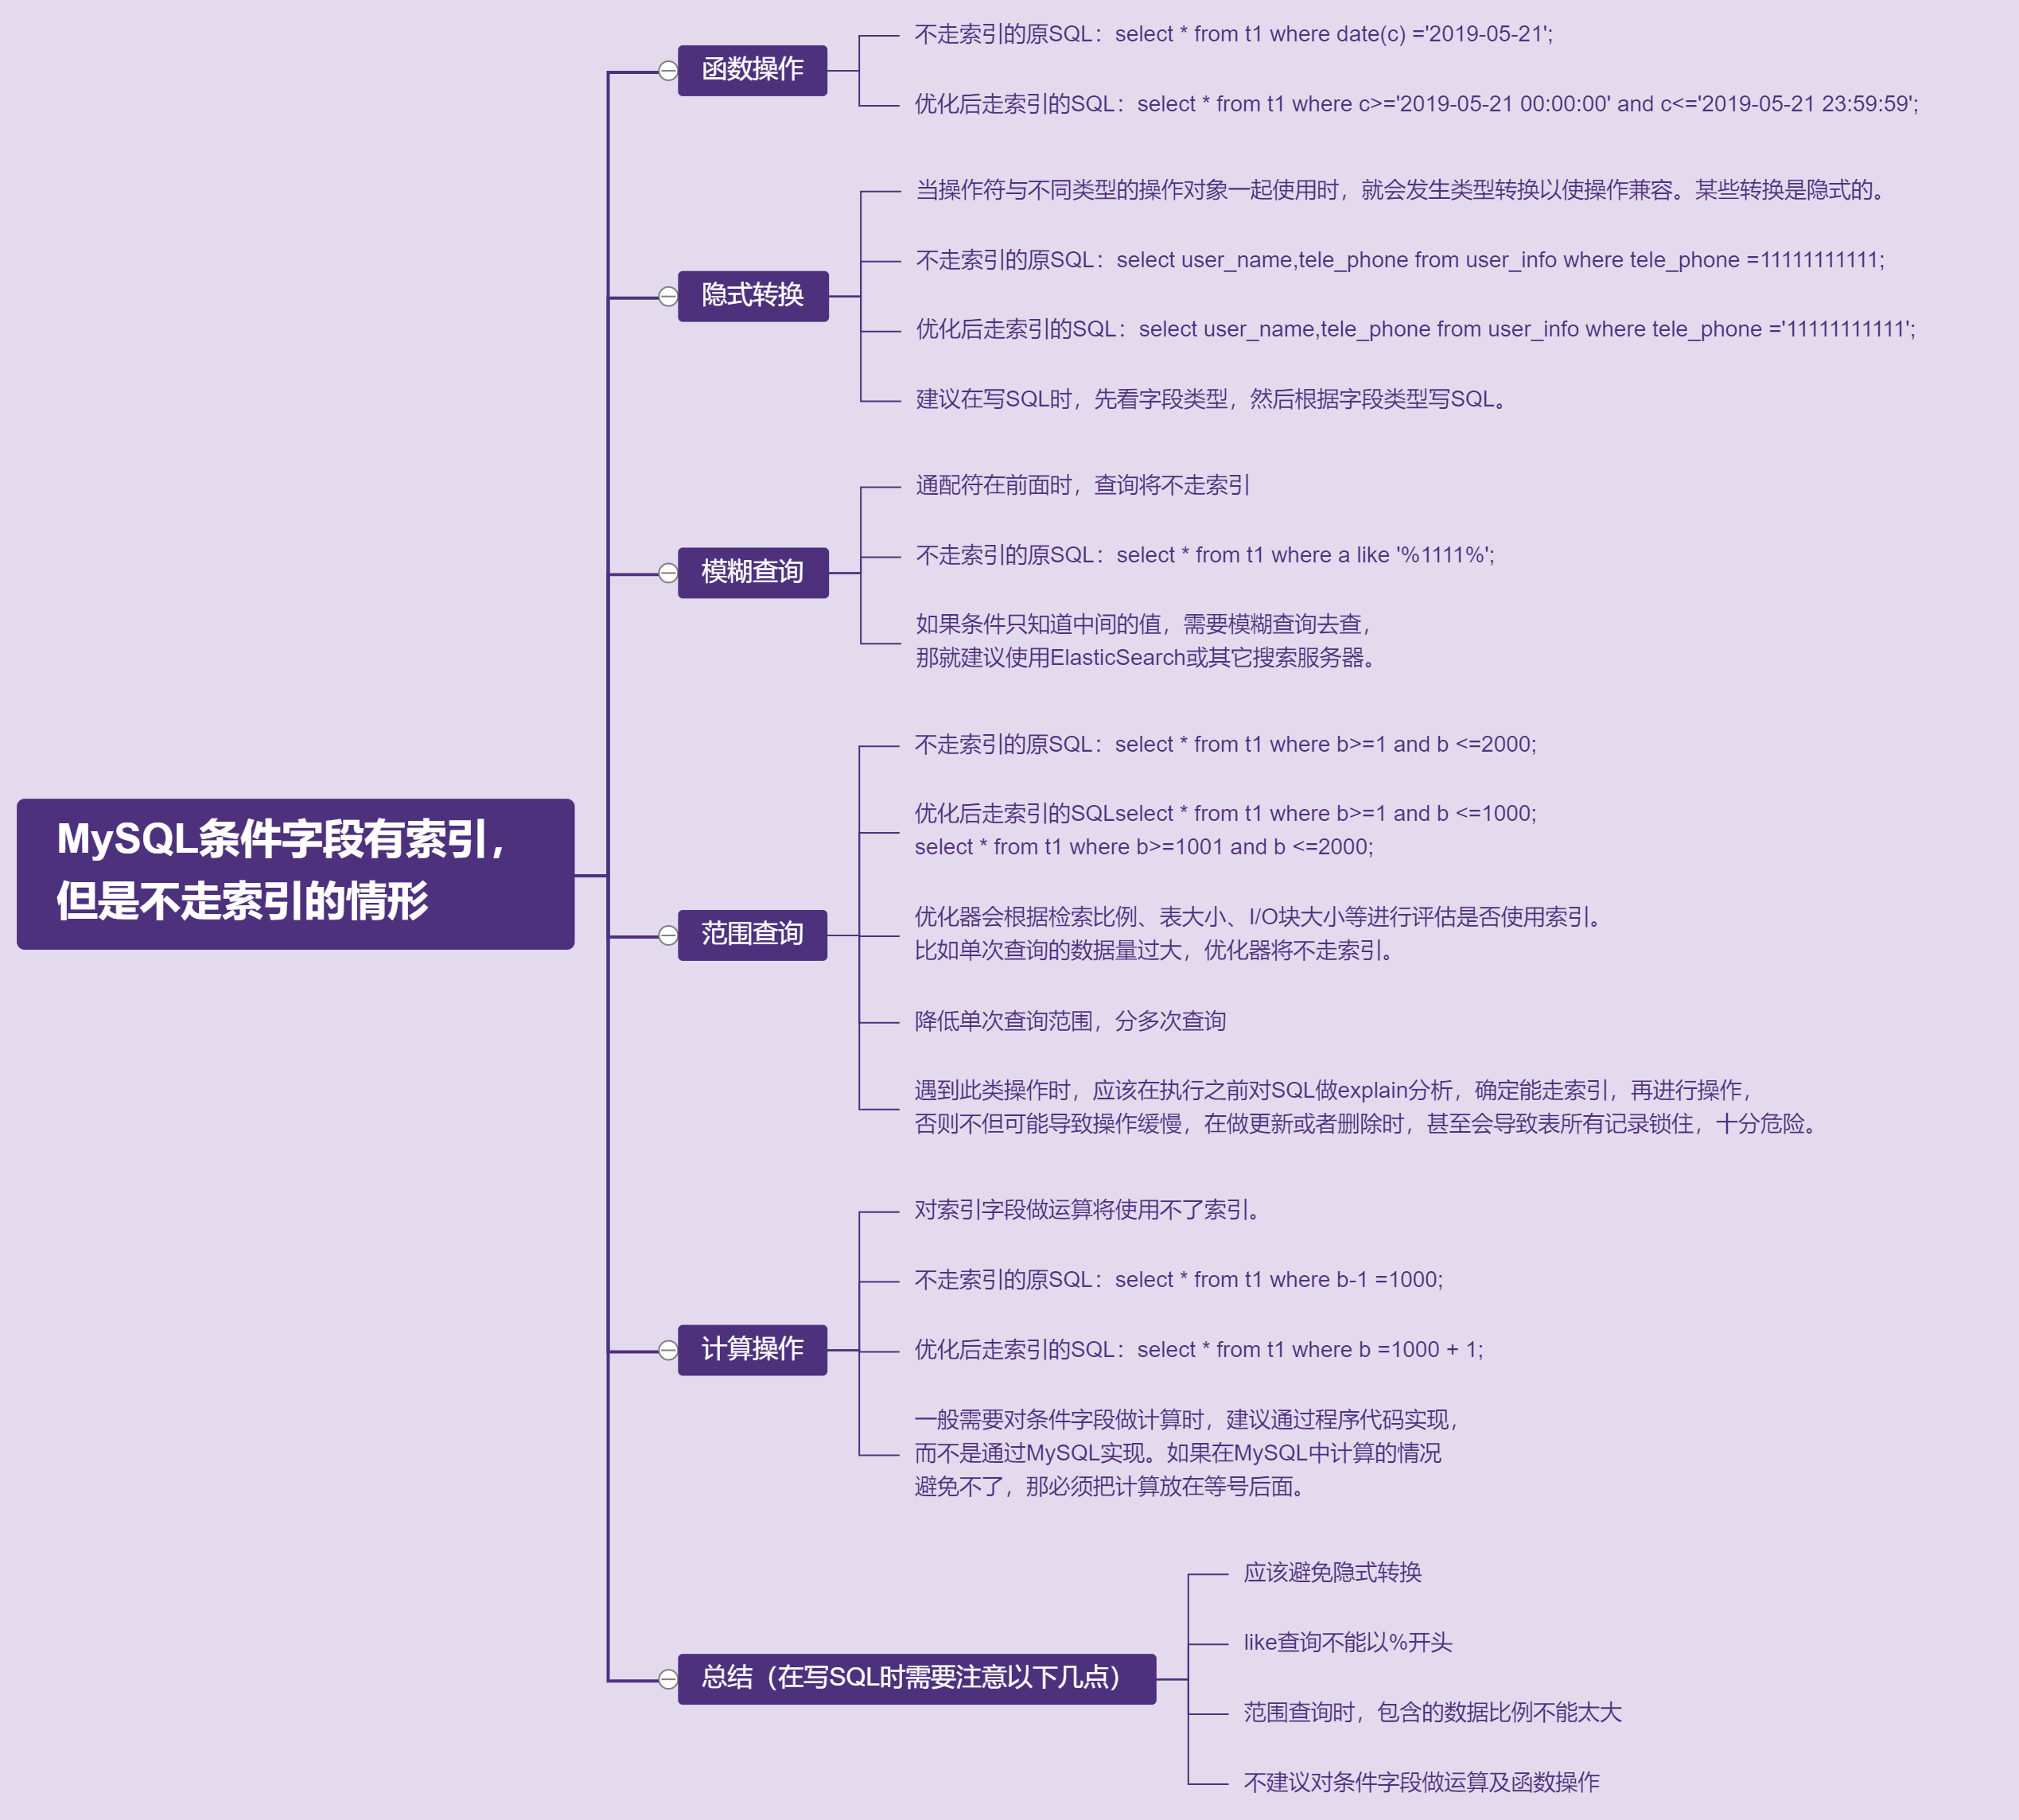 MySQL条件字段有索引，
但是不走索引的情形
函数操作
不走索引的原SQL：select * from t1 where date(c) ='2019-05-21';
优化后走索引的SQL：select * from t1 where c>='2019-05-21 00:00:00' and c<='2019-05-21 23:59:59';
隐式转换
当操作符与不同类型的操作对象一起使用时，就会发生类型转换以使操作兼容。某些转换是隐式的。
不走索引的原SQL：select user_name,tele_phone from user_info where tele_phone =11111111111;
优化后走索引的SQL：select user_name,tele_phone from user_info where tele_phone ='11111111111';
建议在写SQL时，先看字段类型，然后根据字段类型写SQL。
模糊查询
通配符在前面时，查询将不走索引
不走索引的原SQL：select * from t1 where a like '%1111%';
如果条件只知道中间的值，需要模糊查询去查，
那就建议使用ElasticSearch或其它搜索服务器。
范围查询
不走索引的原SQL：select * from t1 where b>=1 and b <=2000;
优化后走索引的SQLselect * from t1 where b>=1 and b <=1000;
select * from t1 where b>=1001 and b <=2000;
优化器会根据检索比例、表大小、I/O块大小等进行评估是否使用索引。
比如单次查询的数据量过大，优化器将不走索引。
降低单次查询范围，分多次查询
遇到此类操作时，应该在执行之前对SQL做explain分析，确定能走索引，再进行操作，
否则不但可能导致操作缓慢，在做更新或者删除时，甚至会导致表所有记录锁住，十分危险。
计算操作
对索引字段做运算将使用不了索引。
不走索引的原SQL：select * from t1 where b-1 =1000;
优化后走索引的SQL：select * from t1 where b =1000 + 1;
一般需要对条件字段做计算时，建议通过程序代码实现，
而不是通过MySQL实现。如果在MySQL中计算的情况
避免不了，那必须把计算放在等号后面。
总结（在写SQL时需要注意以下几点）
应该避免隐式转换
like查询不能以%开头
范围查询时，包含的数据比例不能太大
不建议对条件字段做运算及函数操作